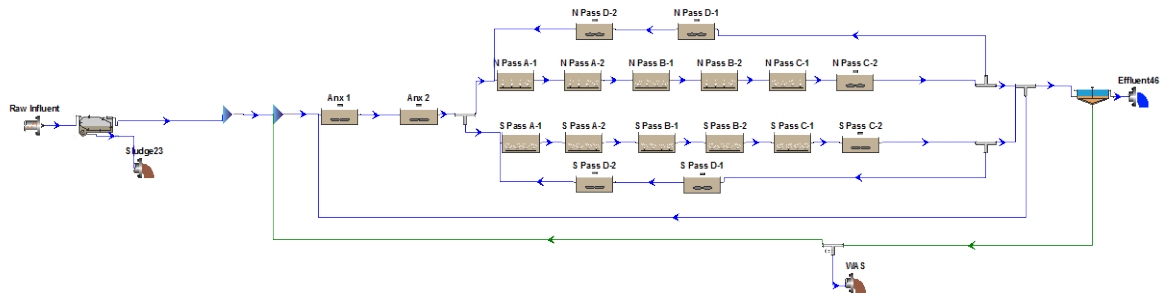 N Pass D-2
N Pass D-1
N Pass A-1
N Pass A-2
N Pass B-1
N Pass B-2
N Pass C-1
N Pass C-2
Effluent46
Raw Influent
Anx 1
Anx 2
Sludge23
S Pass A-1
S Pass A-2
S Pass B-1
S Pass B-2
S Pass C-1
S Pass C-2
S Pass D-2
S Pass D-1
WAS